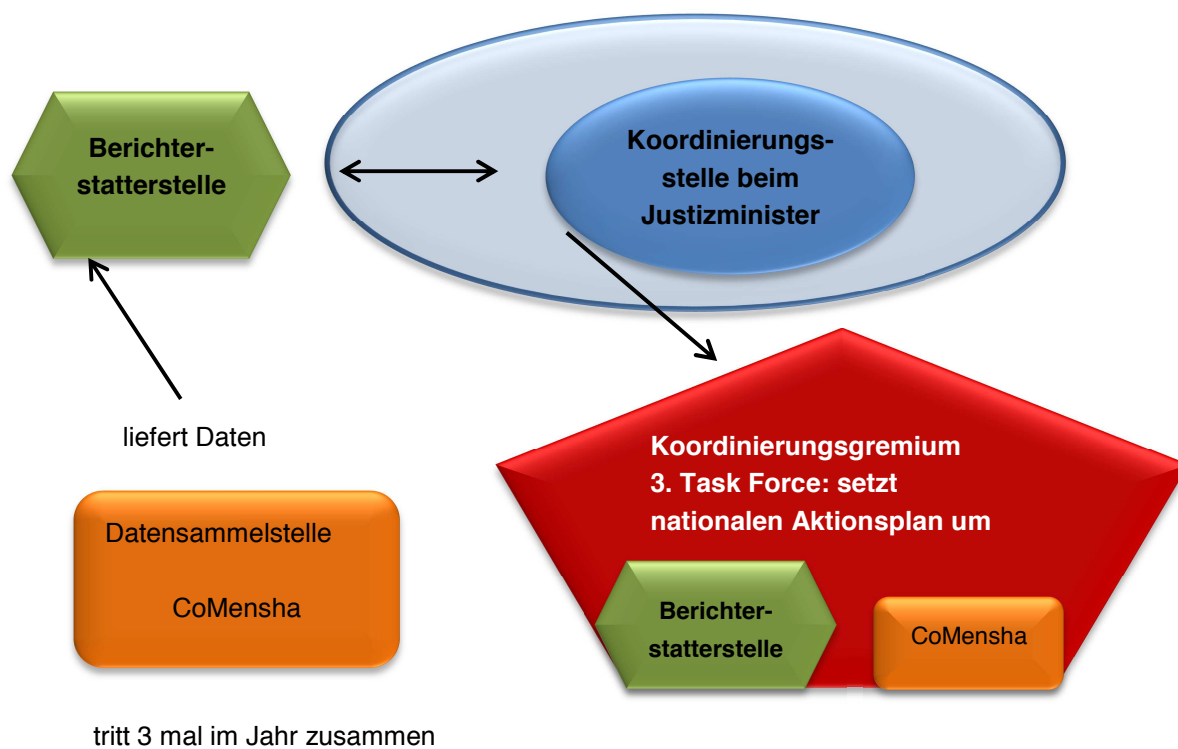 Berichter-
statterstelle
Koordinierungs-
stelle beim
Justizminister
liefert Daten
Datensammelstelle
CoMensha
Koordinierungsgremium
3. Task Force: setzt
nationalen Aktionsplan um
Berichter-
statterstelle
CoMensha
tritt 3 mal im Jahr zusammen